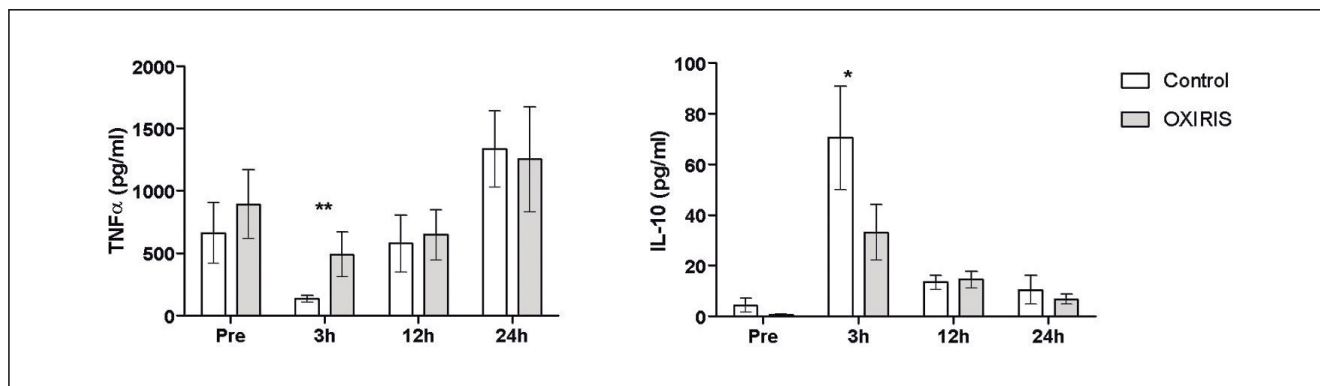 TNFα (pg/ml)
2000
1500
1000
500
0
**
Pre 3h 12h 24h
IL-10 (pg/ml)
100
80
60
40
20
0
*
Pre 3h 12h 24h
Control
OXIRIS